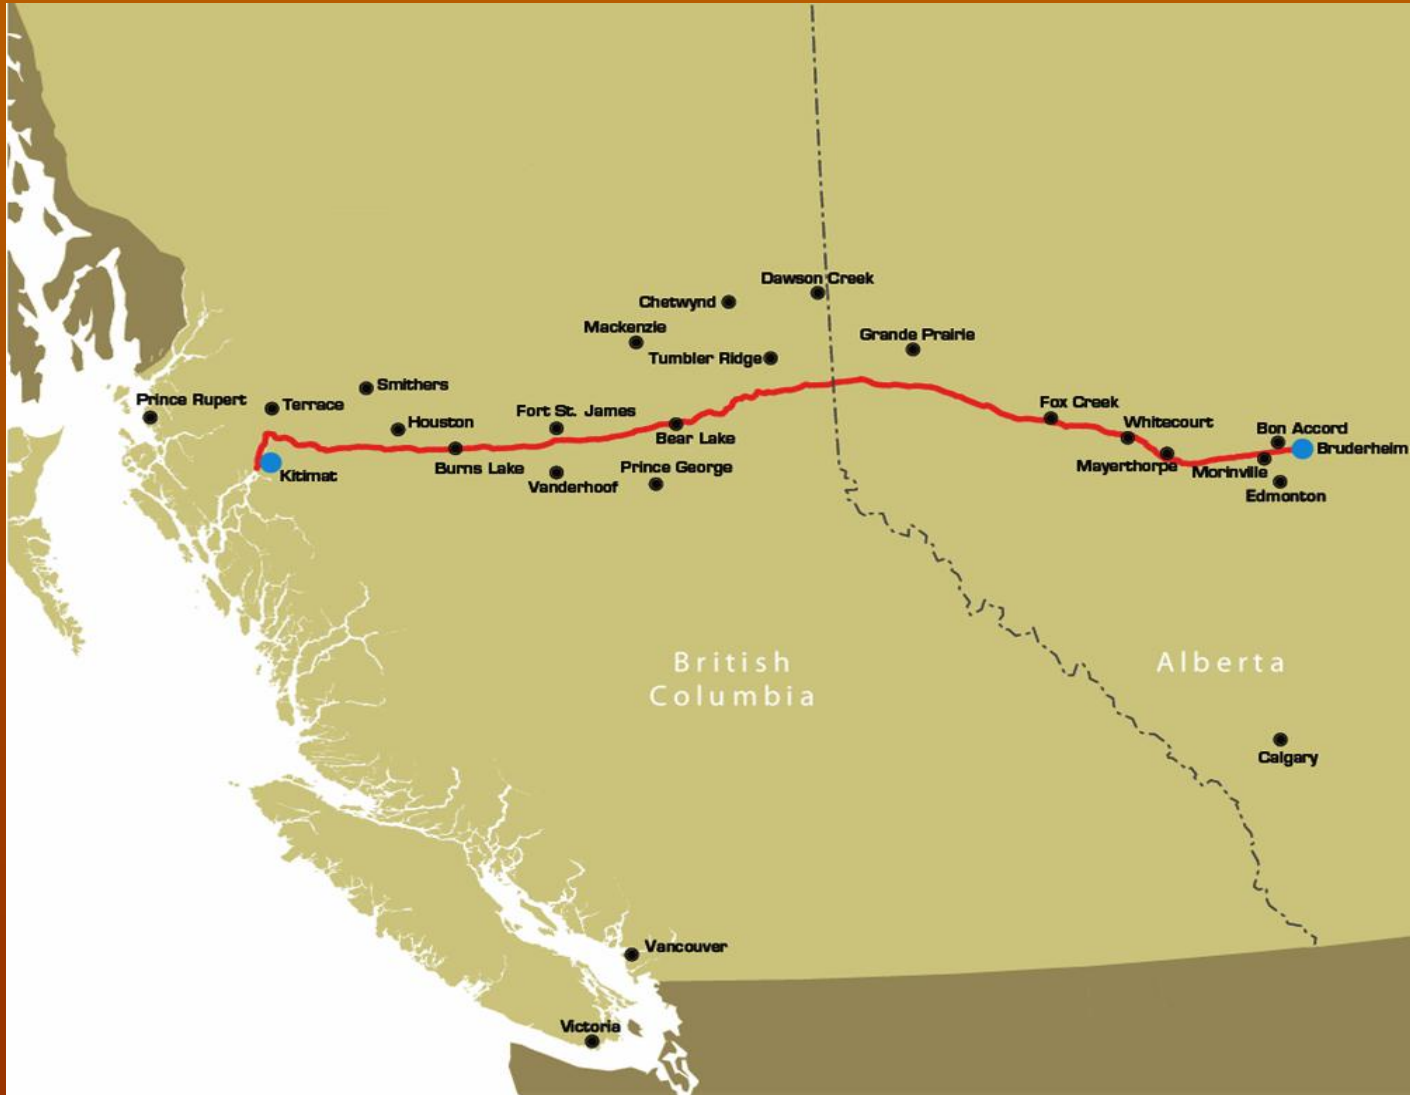 Dawson Creek
Chetwynd
Mackenzie
Grande Prairie
Tumbler Ridge
Smithers
Prince Rupert
Terrace
Fox Creek
Fort St. James
Houston
Whitecourt
Bon Accord
Bear Lake
Bruderheim
Burns Lake
Prince George
Mayerthorpe
Morinville
Kitimat
Vanderhoof
Edmonton
British
Columbia
Alberta
Calgary
Vancouver
Victoria